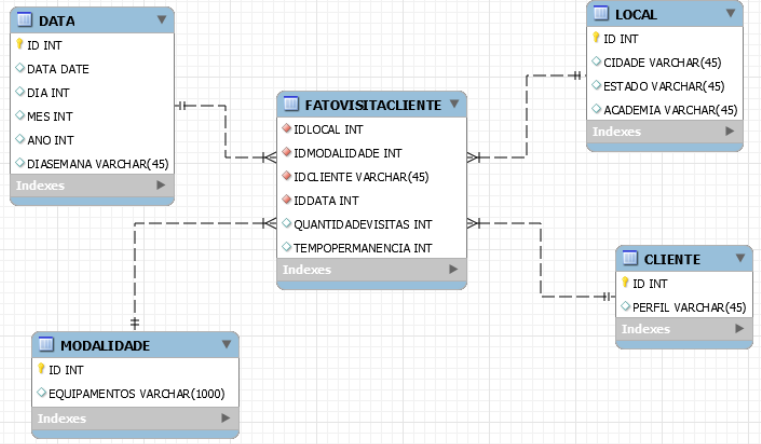 DATA
ID INT
DATA DATE
DIA INT
MES INT
ANO INT
DIASEMANA VARCHAR(45)
Indexes
FATOVISITACLIENTE
IDLOCAL INT
IDMODALIDADE INT
IDCLIENTE VARCHAR(45)
IDDATA INT
QUANTIDADEVISITAS INT
TEMPOPERMANENCIA INT
Indexes
LOCAL
ID INT
CIDADE VARCHAR(45)
ESTADO VARCHAR(45)
ACADEMIA VARCHAR(45)
Indexes
CLIENTE
ID INT
PERFIL VARCHAR(45)
Indexes
MODALIDADE
ID INT
EQUIPAMENTOS VARCHAR(1000)
Indexes